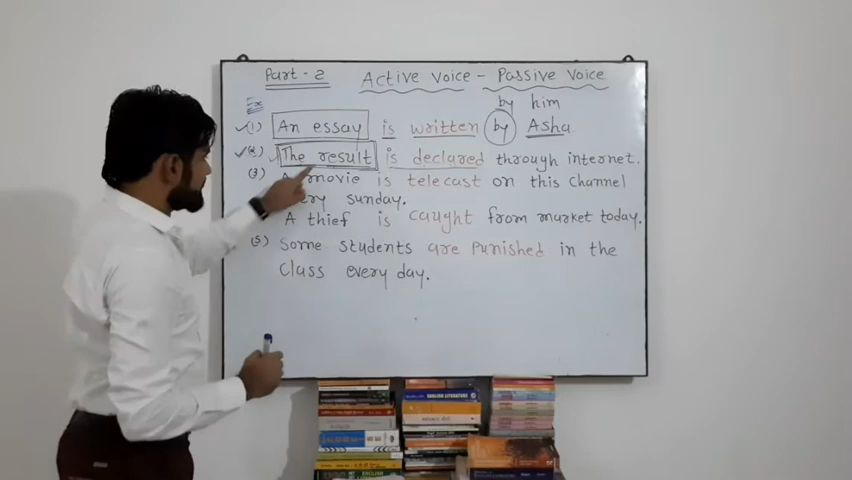 Part - 2 Active Voice - Passive Voice
Ex by him
(1) An essay is written by Asha.
(2) The result is declared through internet.
(3) A movie is telecast on this Channel
sunday.
A thief is caught from market today.
(5) Some Students are Punished in the
Class every day.
ENGLISH LITERATURE
ENGLISH